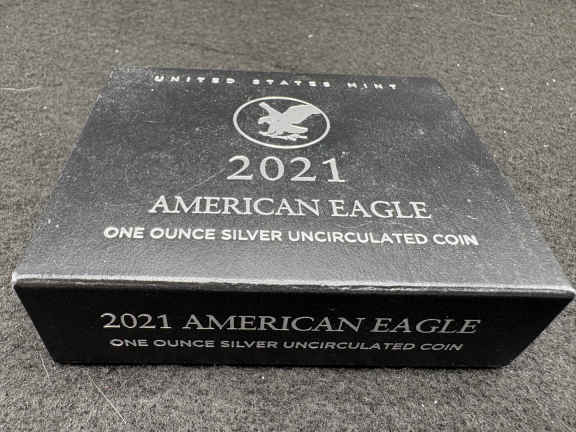 UNITED STATES MINT
2021
AMERICAN EAGLE
ONE OUNCE SILVER UNCIRCULATED COIN
2021 AMERICAN EAGLE
ONE OUNCE SILVER UNCIRCULATED COIN